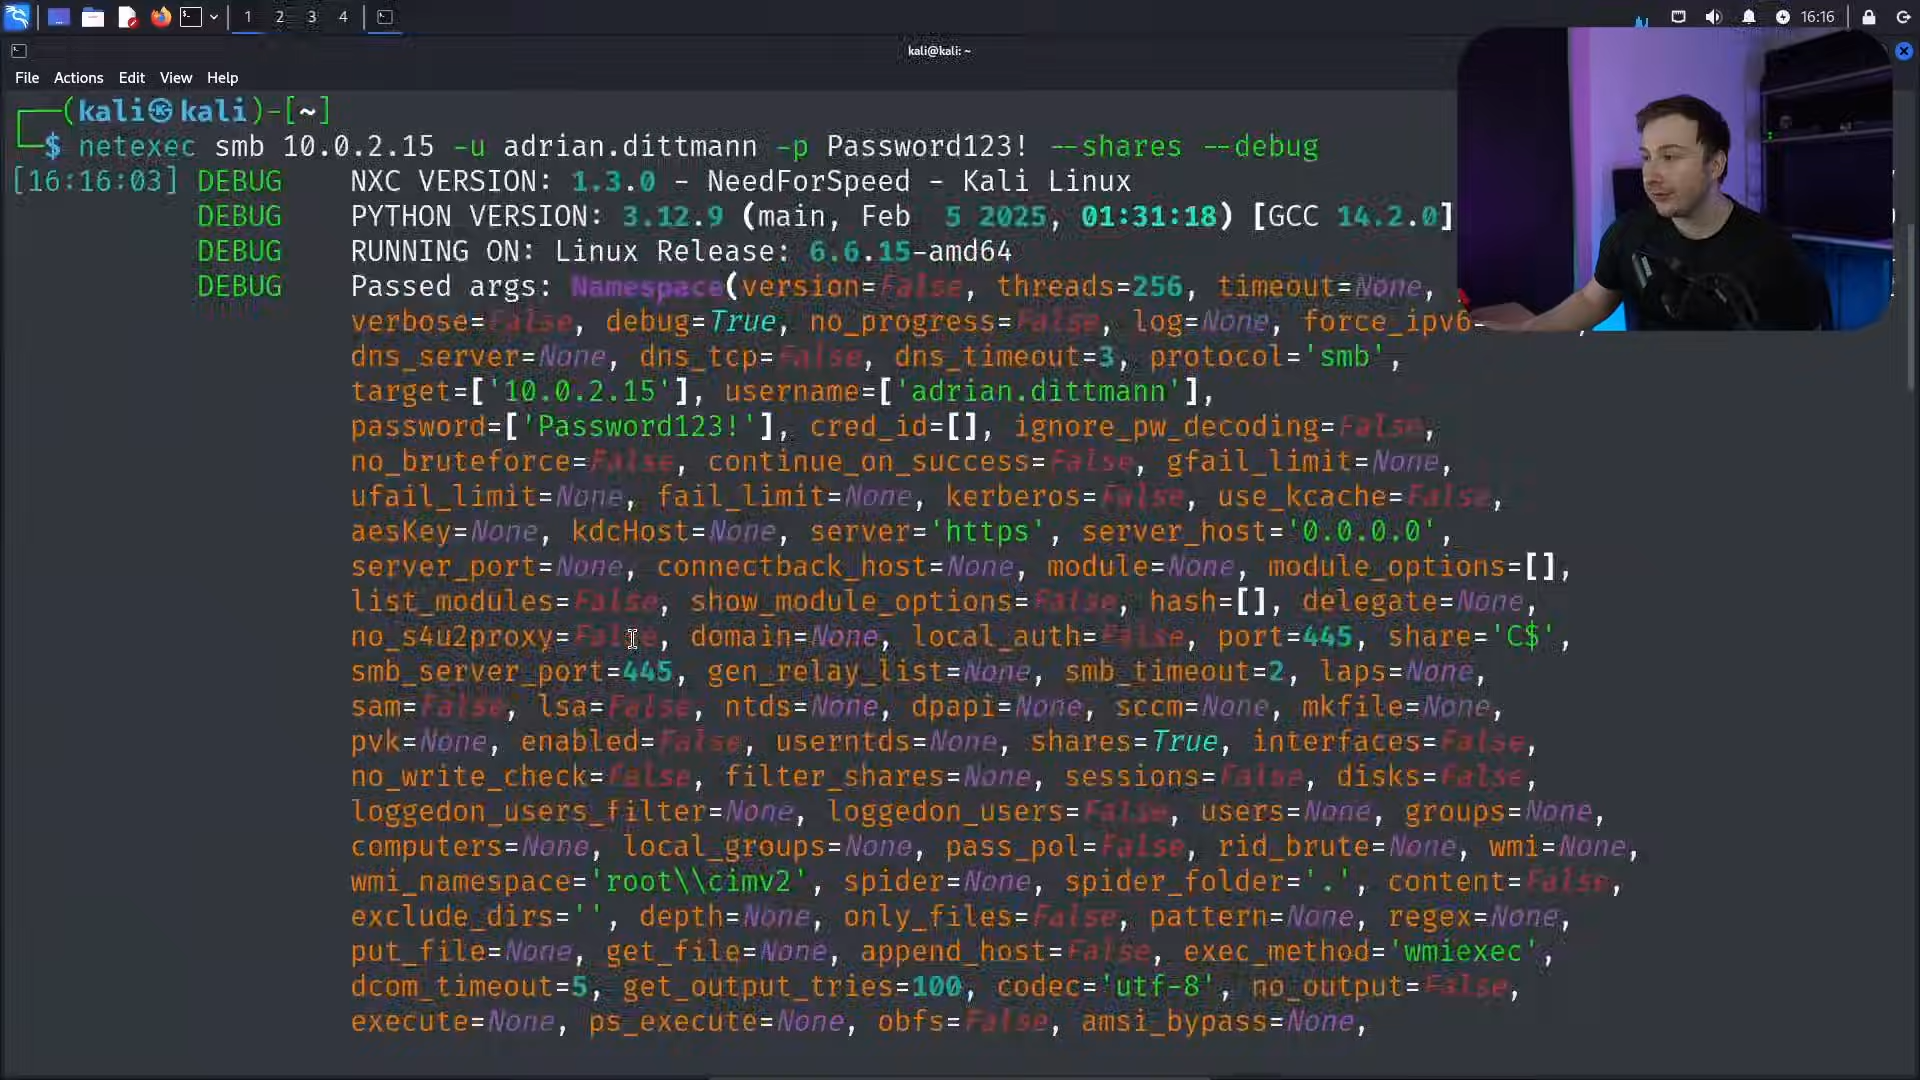 1 2 3 4 16:16
kali@kali: ~
File Actions Edit View Help
(kali㉿kali)-[~]
$ netexec smb 10.0.2.15 -u adrian.dittmann -p Password123! --shares --debug
[16:16:03] DEBUG NXC VERSION: 1.3.0 - NeedForSpeed - Kali Linux
DEBUG PYTHON VERSION: 3.12.9 (main, Feb 5 2025, 01:31:18) [GCC 14.2.0]
DEBUG RUNNING ON: Linux Release: 6.6.15-amd64
DEBUG Passed args: Namespace(version=False, threads=256, timeout=None,
verbose=False, debug=True, no_progress=False, log=None, force_ipv6=
dns_server=None, dns_tcp=False, dns_timeout=3, protocol='smb',
target=['10.0.2.15'], username=['adrian.dittmann'],
password=['Password123!'], cred_id=[], ignore_pw_decoding=False,
no_bruteforce=False, continue_on_success=False, gfail_limit=None,
ufail_limit=None, fail_limit=None, kerberos=False, use_kcache=False,
aesKey=None, kdcHost=None, server='https', server_host='0.0.0.0',
server_port=None, connectback_host=None, module=None, module_options=[],
list_modules=False, show_module_options=False, hash=[], delegate=None,
no_s4u2proxy=False, domain=None, local_auth=False, port=445, share='C$',
smb_server_port=445, gen_relay_list=None, smb_timeout=2, laps=None,
sam=False, lsa=False, ntds=None, dpapi=None, sccm=None, mkfile=None,
pvk=None, enabled=False, userntds=None, shares=True, interfaces=False,
no_write_check=False, filter_shares=None, sessions=False, disks=False,
loggedon_users_filter=None, loggedon_users=False, users=None, groups=None,
computers=None, local_groups=None, pass_pol=False, rid_brute=None, wmi=None,
wmi_namespace='root\\cimv2', spider=None, spider_folder='.', content=False,
exclude_dirs='', depth=None, only_files=False, pattern=None, regex=None,
put_file=None, get_file=None, append_host=False, exec_method='wmiexec',
dcom_timeout=5, get_output_tries=100, codec='utf-8', no_output=False,
execute=None, ps_execute=None, obfs=False, amsi_bypass=None,